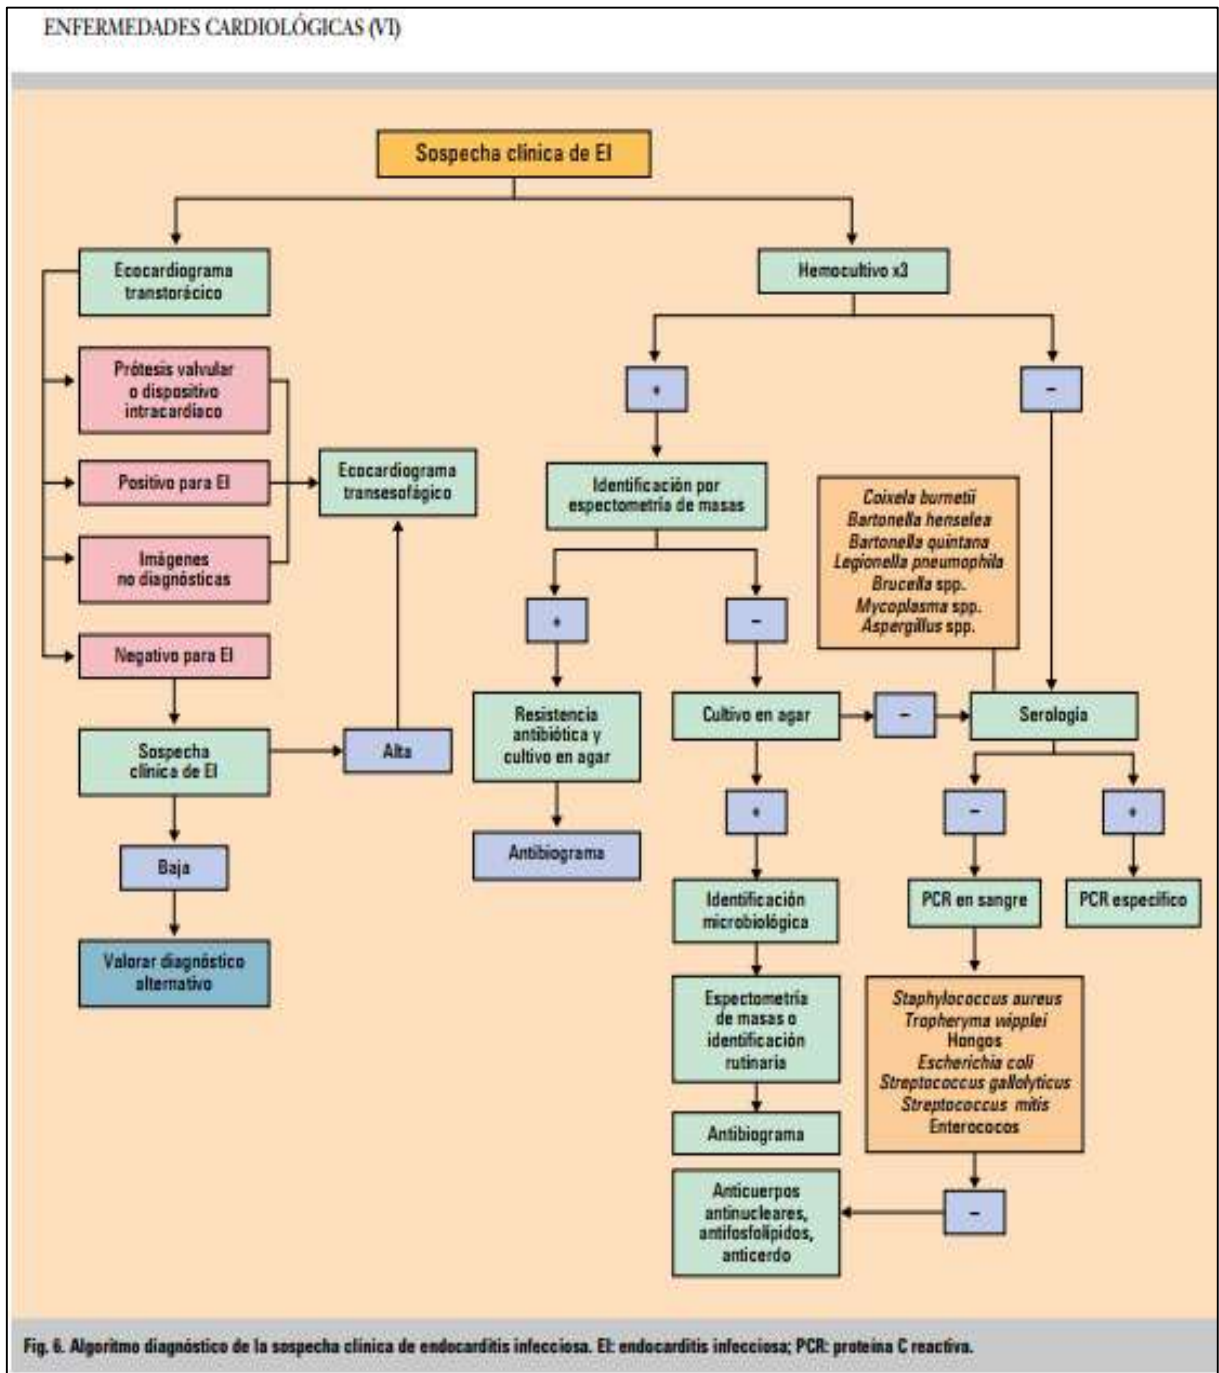 ENFERMEDADES CARDIOLÓGICAS (VI)
Sospecha clínica de EI
Ecocardiograma
transtorácico
Prótesis valvular
o dispositivo
intracardíaco
Positivo para EI
Imágenes
no diagnósticas
Negativo para EI
Ecocardiograma
transesofágico
Sospecha
clínica de EI
Alta
Baja
Valorar diagnóstico
alternativo
Hemocultivo x3
+
–
Identificación por
espectometría de masas
+
–
Resistencia
antibiótica y
cultivo en agar
Antibiograma
Cultivo en agar
–
+
Identificación
microbiológica
Espectometría
de masas o
identificación
rutinaria
Antibiograma
Coixela burnetii
Bartonella henselea
Bartonella quintana
Legionella pneumophila
Brucella spp.
Mycoplasma spp.
Aspergillus spp.
Serología
–
+
PCR en sangre
PCR específico
Staphylococcus aureus
Tropheryma wipplei
Hongos
Escherichia coli
Streptococcus gallolyticus
Streptococcus mitis
Enterococos
–
Anticuerpos
antinucleares,
antifosfolípidos,
anticerdo
Fig. 6. Algoritmo diagnóstico de la sospecha clínica de endocarditis infecciosa. EI: endocarditis infecciosa; PCR: proteína C reactiva.